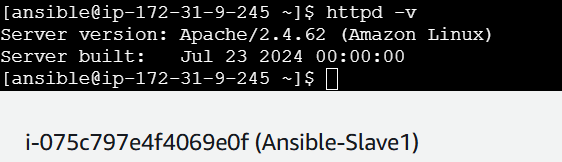 [ansible@ip-172-31-9-245 ~]$ httpd -v
Server version: Apache/2.4.62 (Amazon Linux)
Server built:   Jul 23 2024 00:00:00
[ansible@ip-172-31-9-245 ~]$
i-075c797e4f4069e0f (Ansible-Slave1)